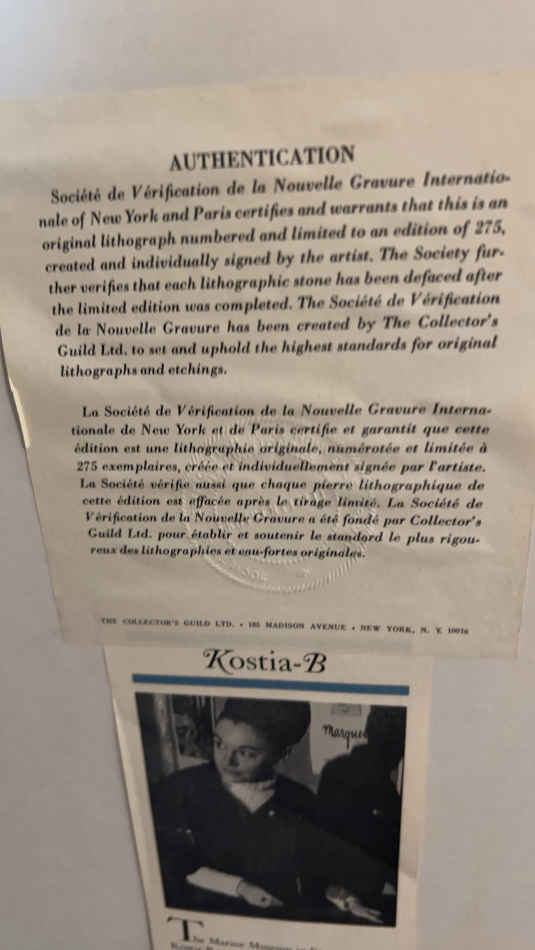 AUTHENTICATION
Société de Vérification de la Nouvelle Gravure Internatio-
nale of New York and Paris certifies and warrants that this is an
original lithograph numbered and limited to an edition of 275,
created and individually signed by the artist. The Society fur-
ther verifies that each lithographic stone has been defaced after
the limited edition was completed. The Société de Vérification
de la Nouvelle Gravure has been created by The Collector's
Guild Ltd. to set and uphold the highest standards for original
lithographs and etchings.
La Société de Vérification de la Nouvelle Gravure Interna-
tionale de New York et de Paris certifie et garantit que cette
édition est une lithographie originale, numérotée et limitée à
275 exemplaires, créée et individuellement signée par l'artiste.
La Société vérifie aussi que chaque pierre lithographique de
cette édition est effacée après le tirage limité. La Société de
Vérification de la Nouvelle Gravure a été fondé par Collector's
Guild Ltd. pour établir et soutenir le standard le plus rigou-
reux des lithographies et eau-fortes originales.
THE COLLECTOR'S GUILD LTD. • 185 MADISON AVENUE • NEW YORK, N. Y. 10016
Kostia-B
Marque
The Marine Museum